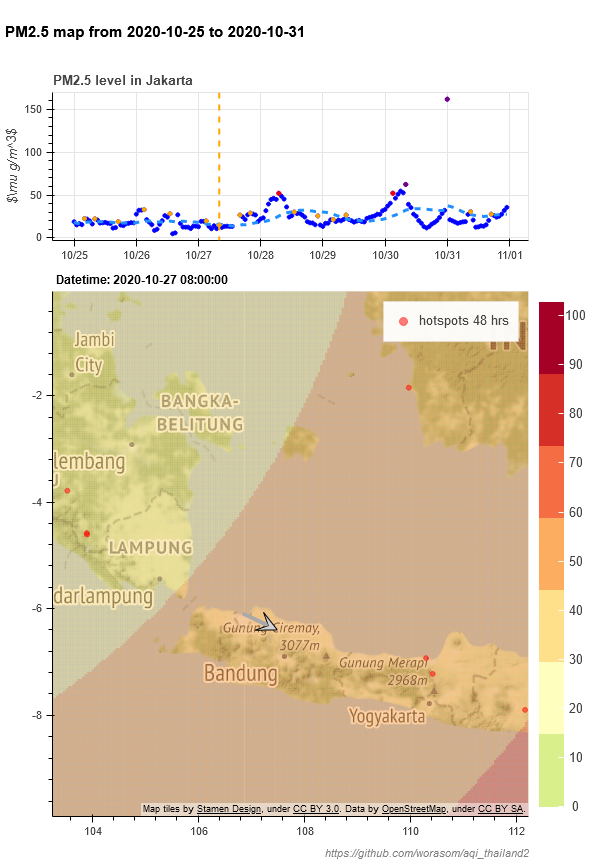 PM2.5 map from 2020-10-25 to 2020-10-31
PM2.5 level in Jakarta
$\mu g/m^3$
150
100
50
0
10/25
10/26
10/27
10/28
10/29
10/30
10/31
11/01
Datetime: 2020-10-27 08:00:00
hotspots 48 hrs
IN
Jambi
City
BANGKA-
BELITUNG
lembang
LAMPUNG
darlampung
Gunung Ciremay,
3077m
Bandung
Gunung Merapi
2968m
Yogyakarta
-2
-4
-6
-8
104
106
108
110
112
100
90
80
70
60
50
40
30
20
10
0
Map tiles by Stamen Design, under CC BY 3.0. Data by OpenStreetMap, under CC BY SA.
https://github.com/worasom/aqi_thailand2